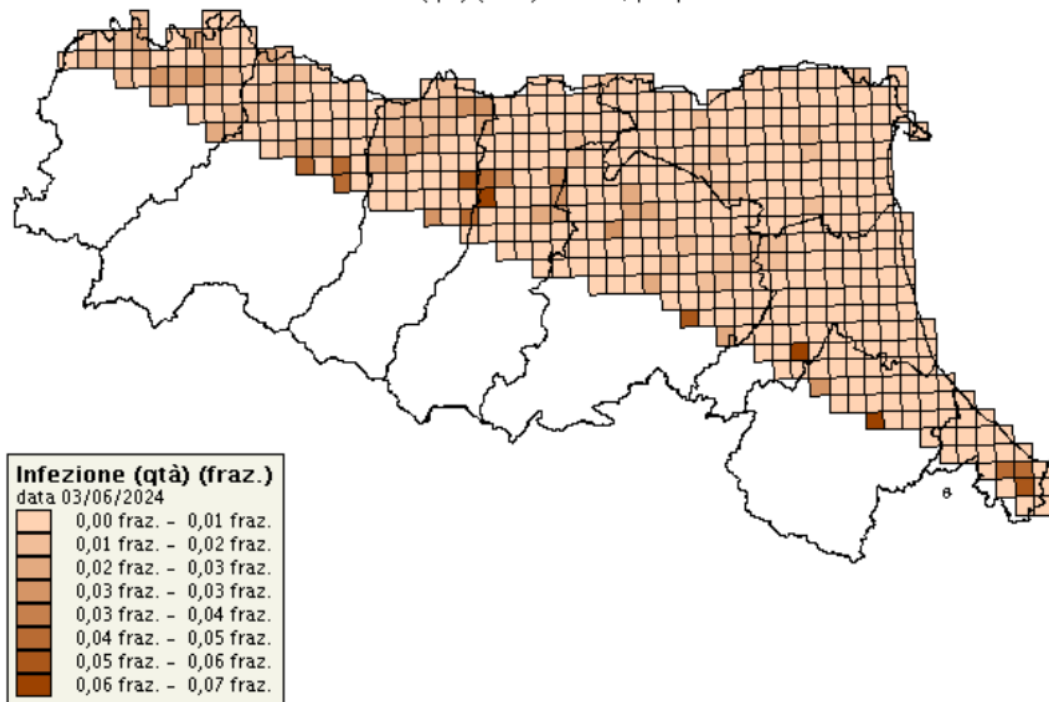 Infezione (qtà) (fraz.)
data 03/06/2024
0,00 fraz. - 0,01 fraz.
0,01 fraz. - 0,02 fraz.
0,02 fraz. - 0,03 fraz.
0,03 fraz. - 0,03 fraz.
0,03 fraz. - 0,04 fraz.
0,04 fraz. - 0,05 fraz.
0,05 fraz. - 0,06 fraz.
0,06 fraz. - 0,07 fraz.